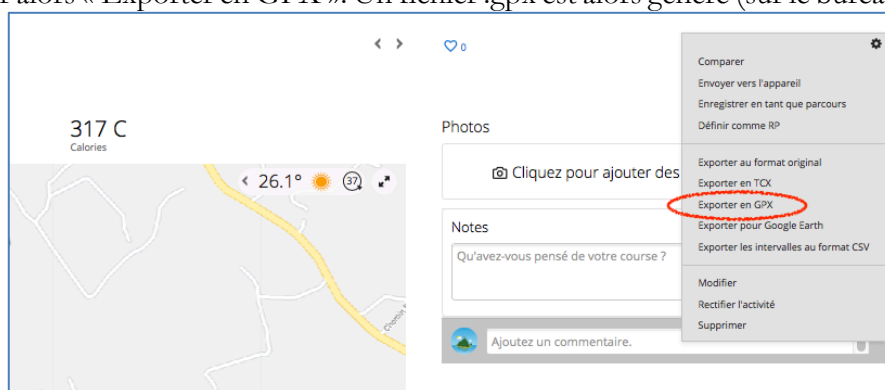 alors « Exporter en GPX ». Un fichier .gpx est alors généré (sur le bureau
0
317 C
Calories
26.1°
37
Chemin
Photos
Cliquez pour ajouter des
Notes
Qu'avez-vous pensé de votre course ?
Ajoutez un commentaire.
Comparer
Envoyer vers l'appareil
Enregistrer en tant que parcours
Définir comme RP
Exporter au format original
Exporter en TCX
Exporter en GPX
Exporter pour Google Earth
Exporter les intervalles au format CSV
Modifier
Rectifier l'activité
Supprimer